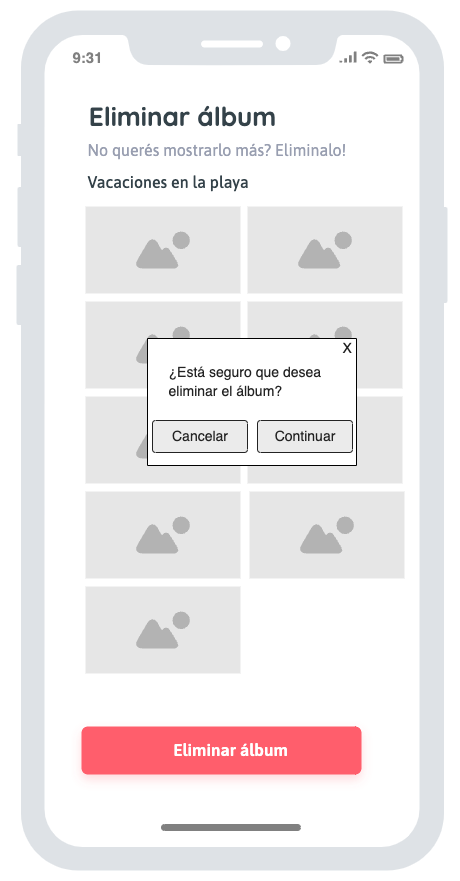 9:31
Eliminar álbum
No querés mostrarlo más? Eliminalo!
Vacaciones en la playa
X
¿Está seguro que desea
eliminar el álbum?
Cancelar
Continuar
Eliminar álbum